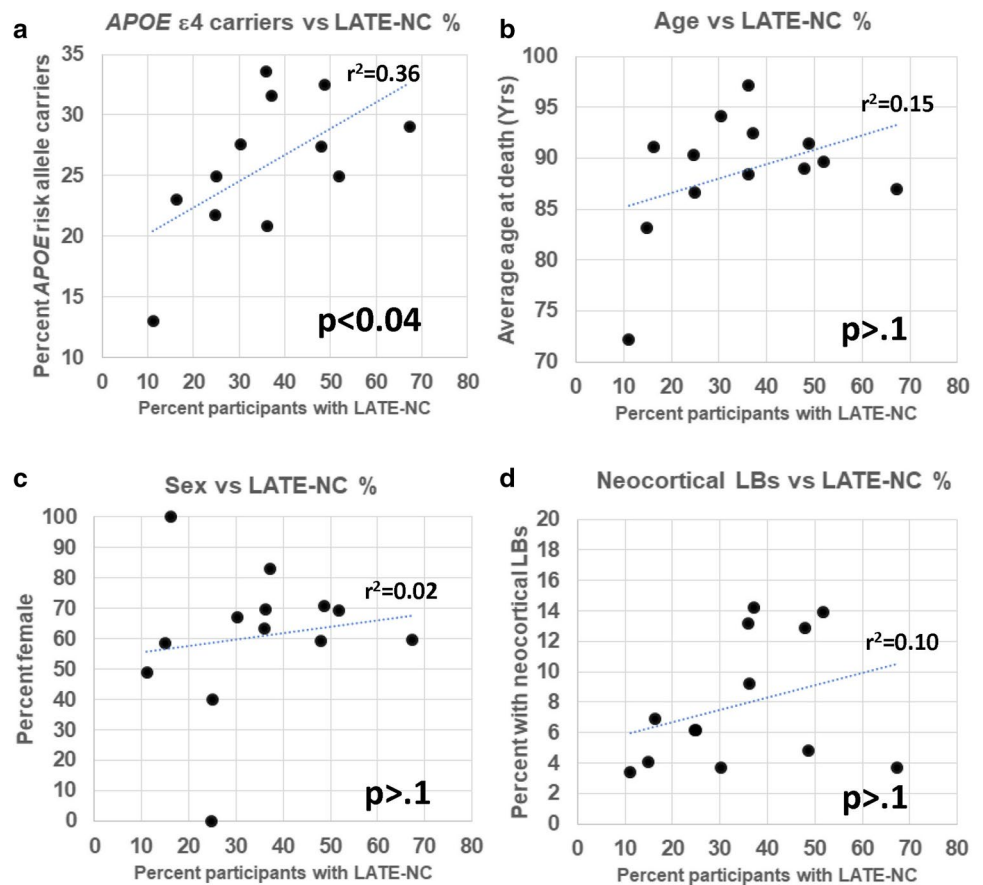 a
APOE ε4 carriers vs LATE-NC %
Percent APOE risk allele carriers
35
30
25
20
15
10
r²=0.36
p<0.04
0 10 20 30 40 50 60 70 80
Percent participants with LATE-NC
b
Age vs LATE-NC %
Average age at death (Yrs)
100
95
90
85
80
75
70
r²=0.15
p>.1
0 10 20 30 40 50 60 70 80
Percent participants with LATE-NC
c
Sex vs LATE-NC %
Percent female
100
90
80
70
60
50
40
30
20
10
0
r²=0.02
p>.1
0 10 20 30 40 50 60 70 80
Percent participants with LATE-NC
d
Neocortical LBs vs LATE-NC %
Percent with neocortical LBs
20
18
16
14
12
10
8
6
4
2
0
r²=0.10
p>.1
0 10 20 30 40 50 60 70 80
Percent participants with LATE-NC